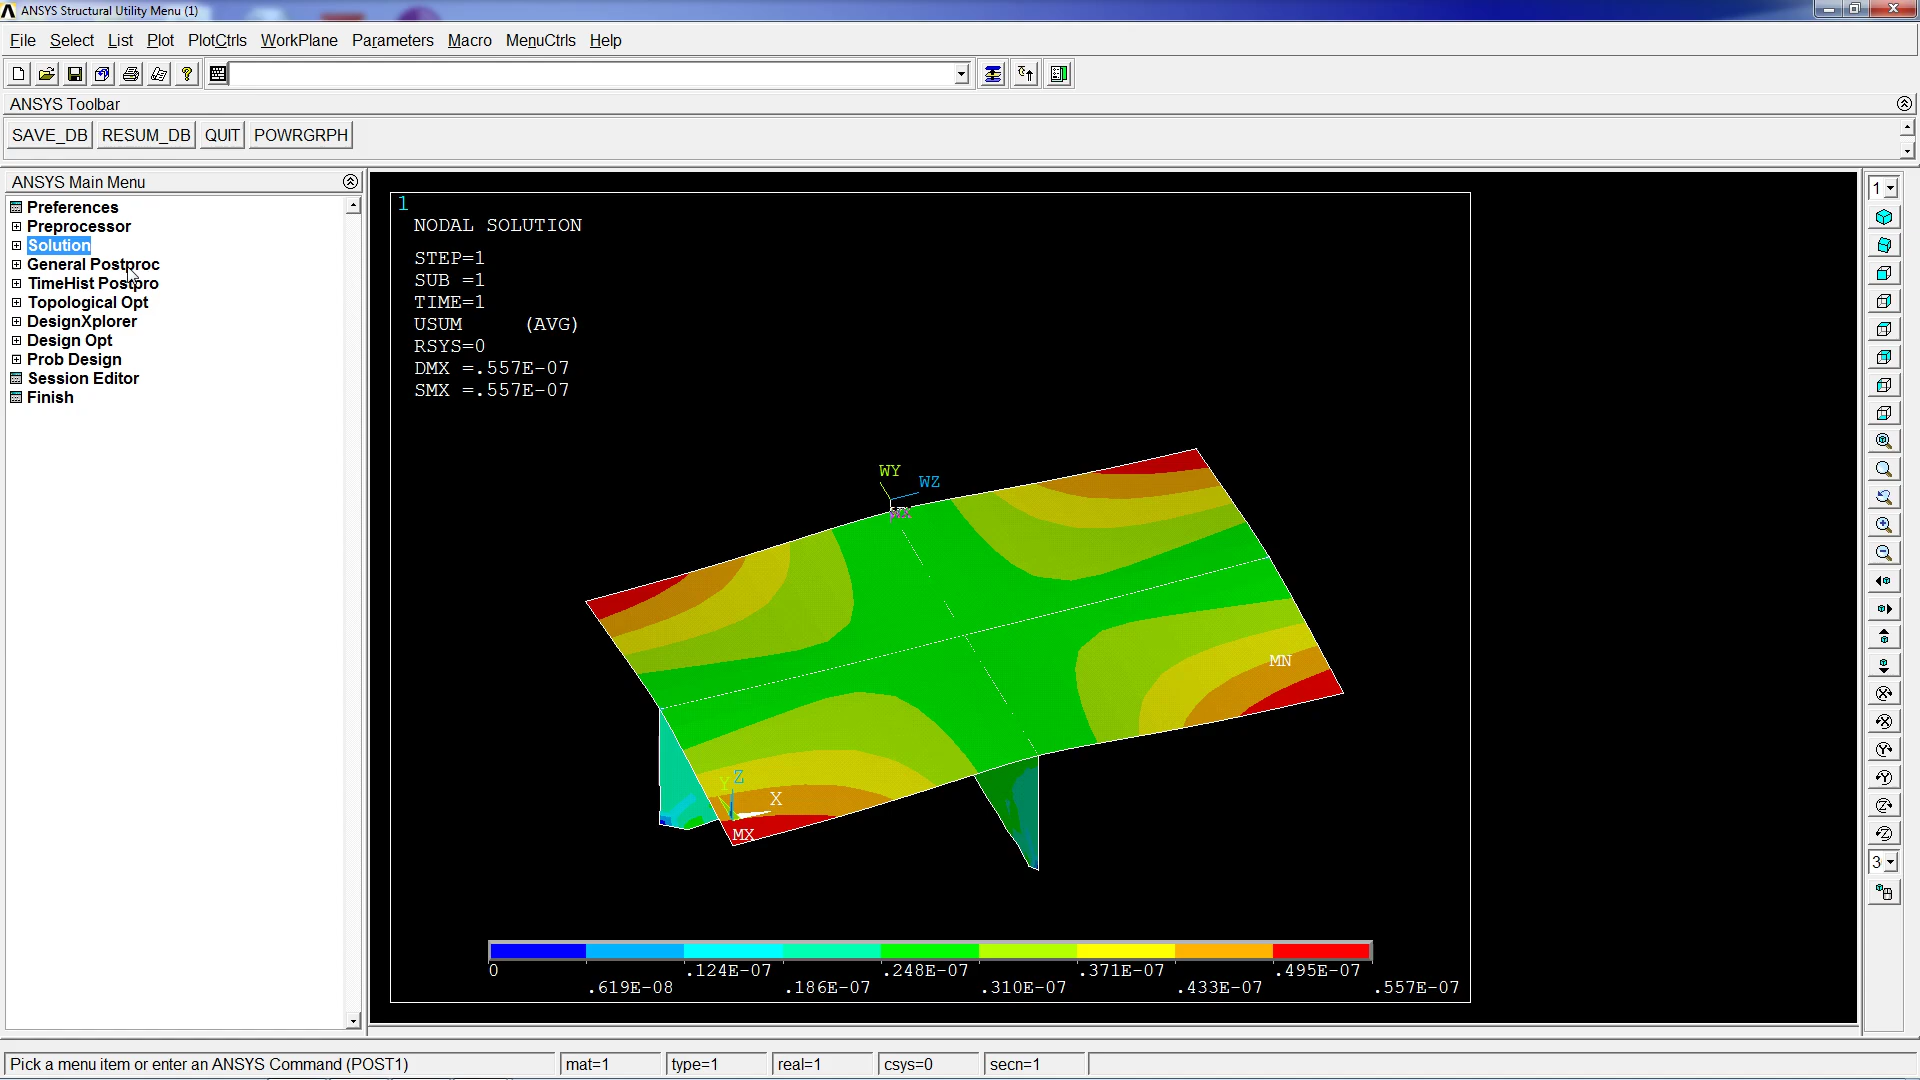 ANSYS Structural Utility Menu (1)
File Select List Plot PlotCtrls WorkPlane Parameters Macro MenuCtrls Help
ANSYS Toolbar
SAVE_DB RESUM_DB QUIT POWRGRPH
ANSYS Main Menu
Preferences
Preprocessor
Solution
General Postproc
TimeHist Postpro
Topological Opt
DesignXplorer
Design Opt
Prob Design
Session Editor
Finish
1
NODAL SOLUTION
STEP=1
SUB =1
TIME=1
USUM (AVG)
RSYS=0
DMX =.557E-07
SMX =.557E-07
WY
WZ
MN
Z
Y
X
MX
0 .124E-07 .248E-07 .371E-07 .495E-07
.619E-08 .186E-07 .310E-07 .433E-07 .557E-07
1
3
Pick a menu item or enter an ANSYS Command (POST1) mat=1 type=1 real=1 csys=0 secn=1